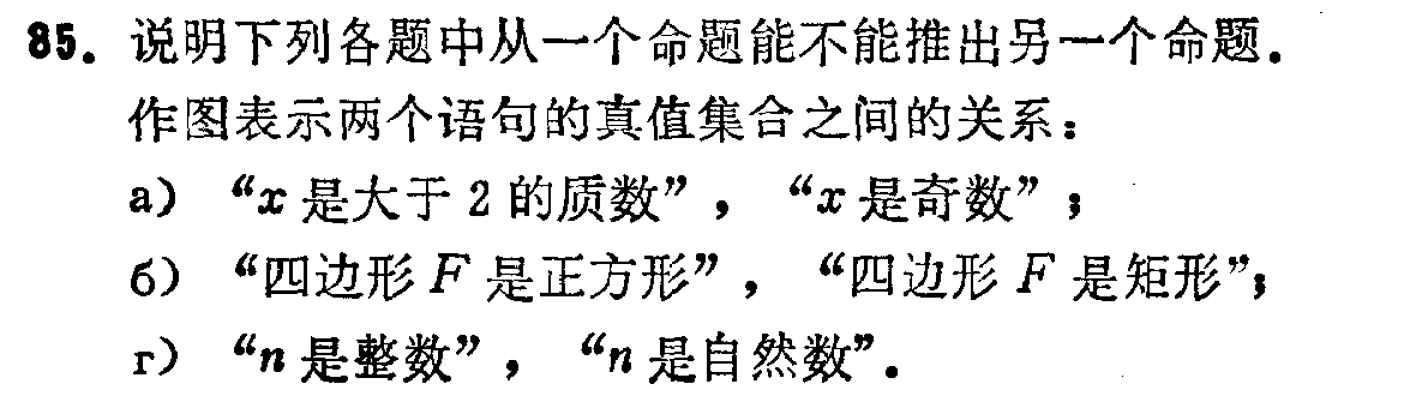 85. 说明下列各题中从一个命题能不能推出另一个命题.
作图表示两个语句的真值集合之间的关系:
а) “x 是大于 2 的质数”, “x 是奇数”;
б) “四边形 F 是正方形”, “四边形 F 是矩形”;
г) “n 是整数”, “n 是自然数”.